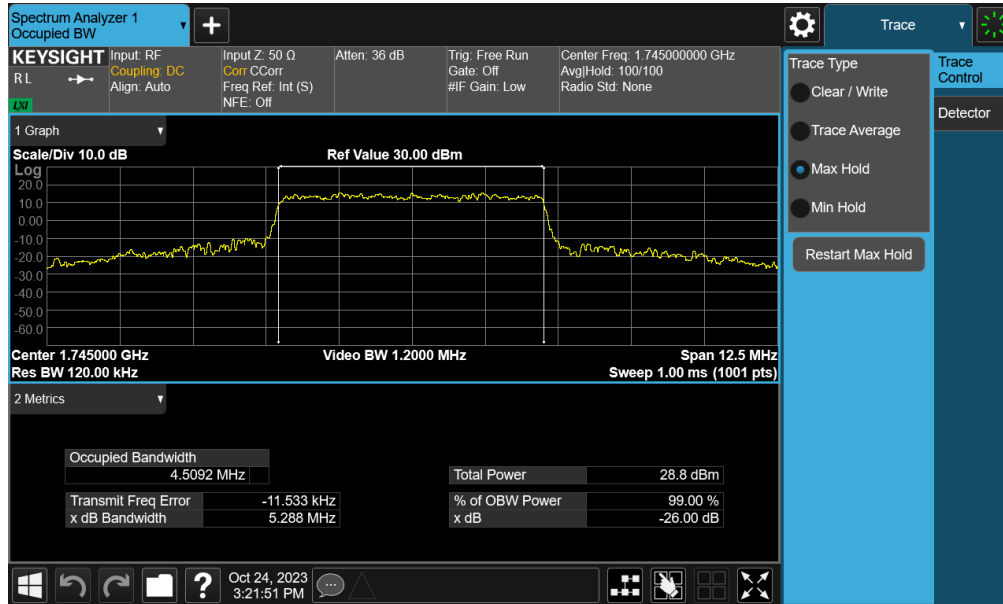 Spectrum Analyzer 1
Occupied BW
+
Trace
KEYSIGHT
R L
LXI
Input: RF
Coupling: DC
Align: Auto
Input Z: 50 Ω
Corr CCorr
Freq Ref: Int (S)
NFE: Off
Atten: 36 dB
Trig: Free Run
Gate: Off
#IF Gain: Low
Center Freq: 1.745000000 GHz
Avg|Hold: 100/100
Radio Std: None
1 Graph
Scale/Div 10.0 dB
Ref Value 30.00 dBm
Log
20.0
10.0
0.00
-10.0
-20.0
-30.0
-40.0
-50.0
-60.0
Center 1.745000 GHz
Video BW 1.2000 MHz
Span 12.5 MHz
Res BW 120.00 kHz
Sweep 1.00 ms (1001 pts)
2 Metrics
Occupied Bandwidth
4.5092 MHz
Total Power 28.8 dBm
Transmit Freq Error -11.533 kHz
% of OBW Power 99.00 %
x dB Bandwidth 5.288 MHz
x dB -26.00 dB
Trace Type
Clear / Write
Trace Average
Max Hold
Min Hold
Restart Max Hold
Trace
Control
Detector
?
Oct 24, 2023
3:21:51 PM